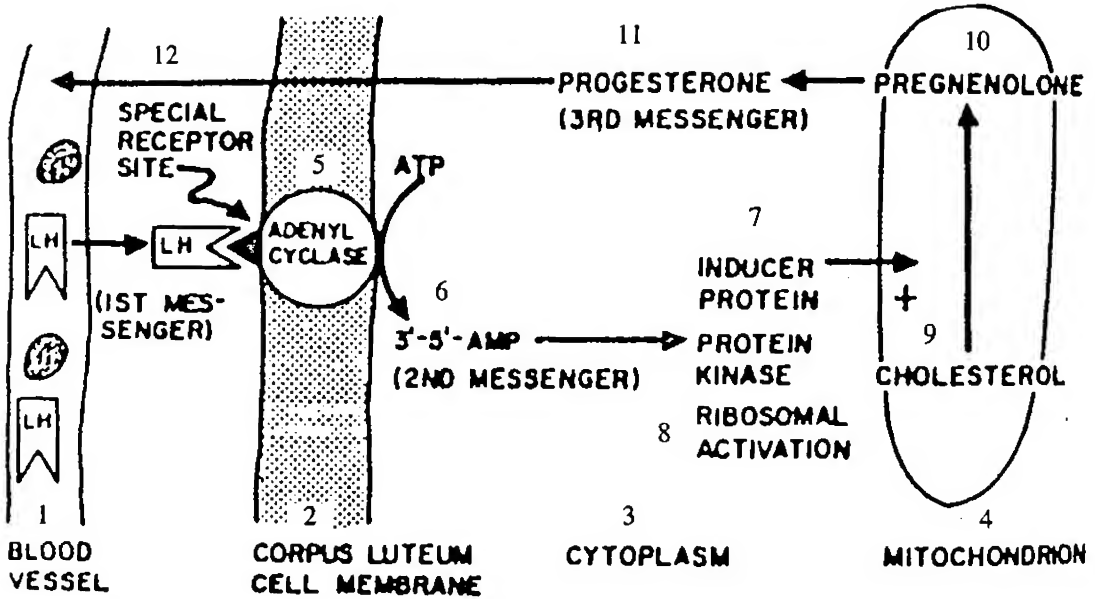 12
11
10
PROGESTERONE
(3RD MESSENGER)
PREGNENOLONE
SPECIAL
RECEPTOR
SITE
5
ATP
LH
LH
ADENYL
CYCLASE
7
(1ST MES-
SENGER)
6
INDUCER
PROTEIN
+
3'-5'-AMP
(2ND MESSENGER)
PROTEIN
KINASE
9
CHOLESTEROL
LH
8
RIBOSOMAL
ACTIVATION
1
2
3
4
BLOOD
VESSEL
CORPUS LUTEUM
CELL MEMBRANE
CYTOPLASM
MITOCHONDRION